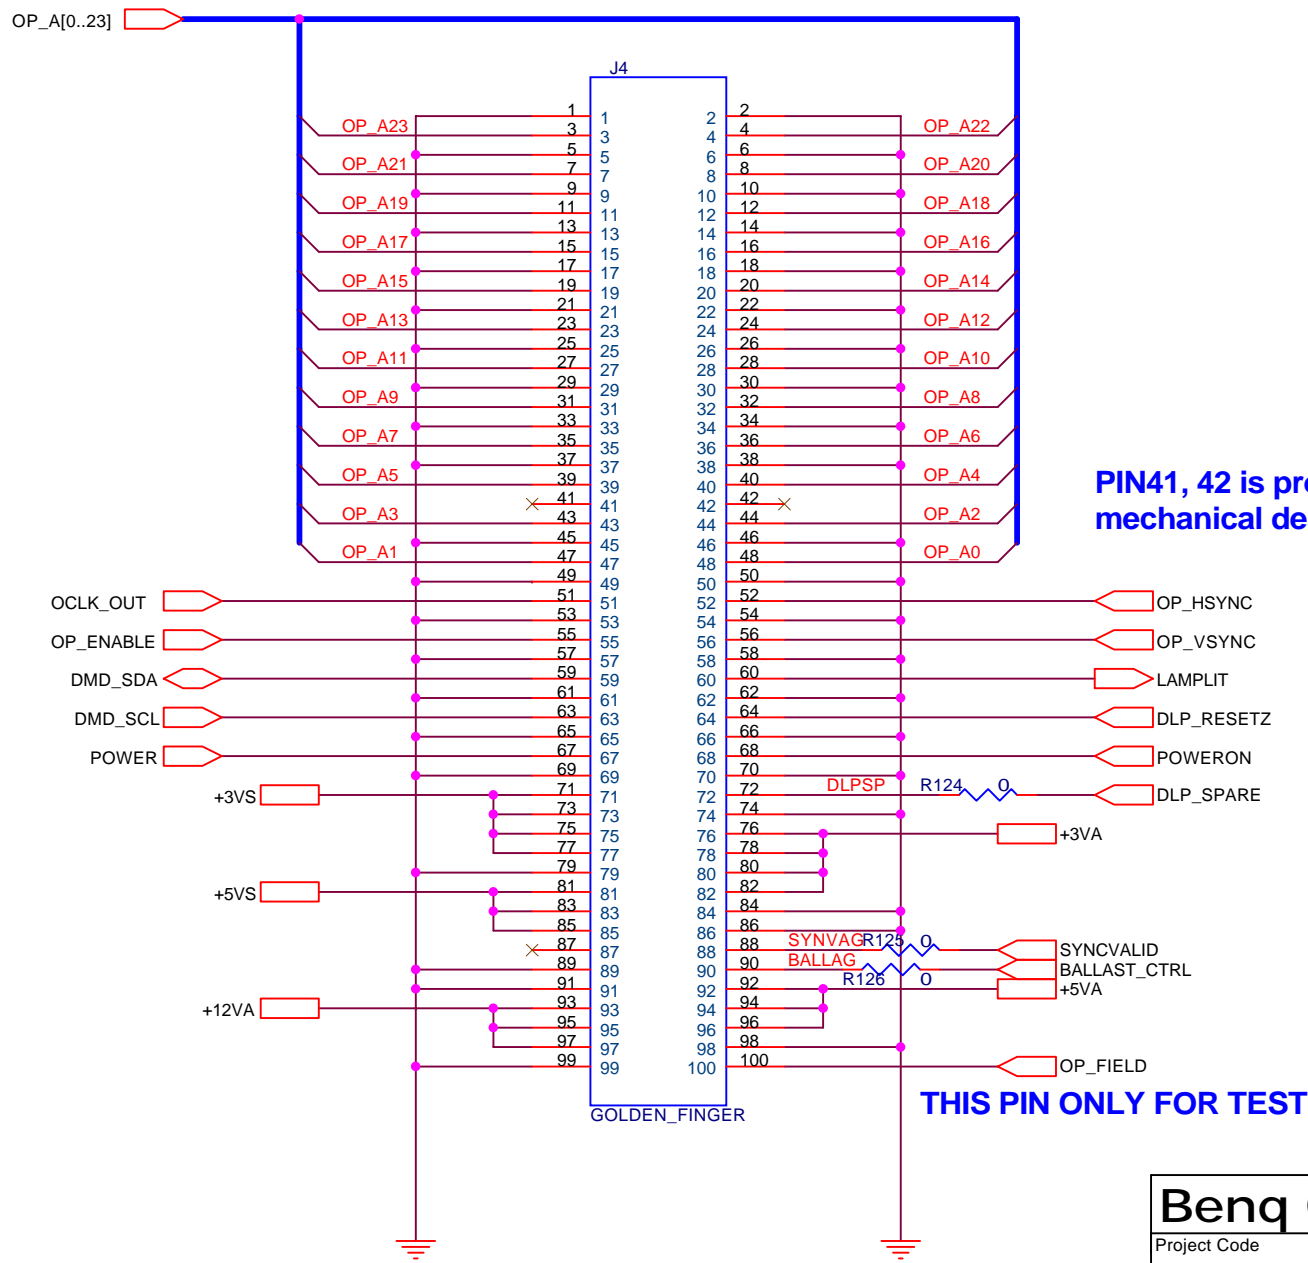 OP_A[0..23]
J4
1 1 2 2
OP_A23 3 3 4 4 OP_A22
5 5 6 6
OP_A21 7 7 8 8 OP_A20
9 9 10 10
OP_A19 11 11 12 12 OP_A18
13 13 14 14
OP_A17 15 15 16 16 OP_A16
17 17 18 18
OP_A15 19 19 20 20 OP_A14
21 21 22 22
OP_A13 23 23 24 24 OP_A12
25 25 26 26
OP_A11 27 27 28 28 OP_A10
29 29 30 30
OP_A9 31 31 32 32 OP_A8
33 33 34 34
OP_A7 35 35 36 36 OP_A6
37 37 38 38
OP_A5 39 39 40 40 OP_A4
41 41 42 42
OP_A3 43 43 44 44 OP_A2
45 45 46 46
OP_A1 47 47 48 48 OP_A0
49 49 50 50
OCLK_OUT 51 51 52 52 OP_HSYNC
53 53 54 54
OP_ENABLE 55 55 56 56 OP_VSYNC
57 57 58 58
DMD_SDA 59 59 60 60 LAMPLIT
61 61 62 62
DMD_SCL 63 63 64 64 DLP_RESETZ
65 65 66 66
POWER 67 67 68 68 POWERON
69 69 70 70
+3VS 71 71 72 72 DLPSP R124 0 DLP_SPARE
73 73 74 74
75 75 76 76 +3VA
77 77 78 78
79 79 80 80
+5VS 81 81 82 82
83 83 84 84
85 85 86 86
87 87 88 88 SYNVAG R125 0 SYNCVALID
89 89 90 90 BALLAG R126 0 BALLAST_CTRL
91 91 92 92 +5VA
+12VA 93 93 94 94
95 95 96 96
97 97 98 98
99 99 100 100 OP_FIELD
GOLDEN_FINGER
PIN41, 42 is pr
mechanical de
THIS PIN ONLY FOR TEST
Benq
Project Code